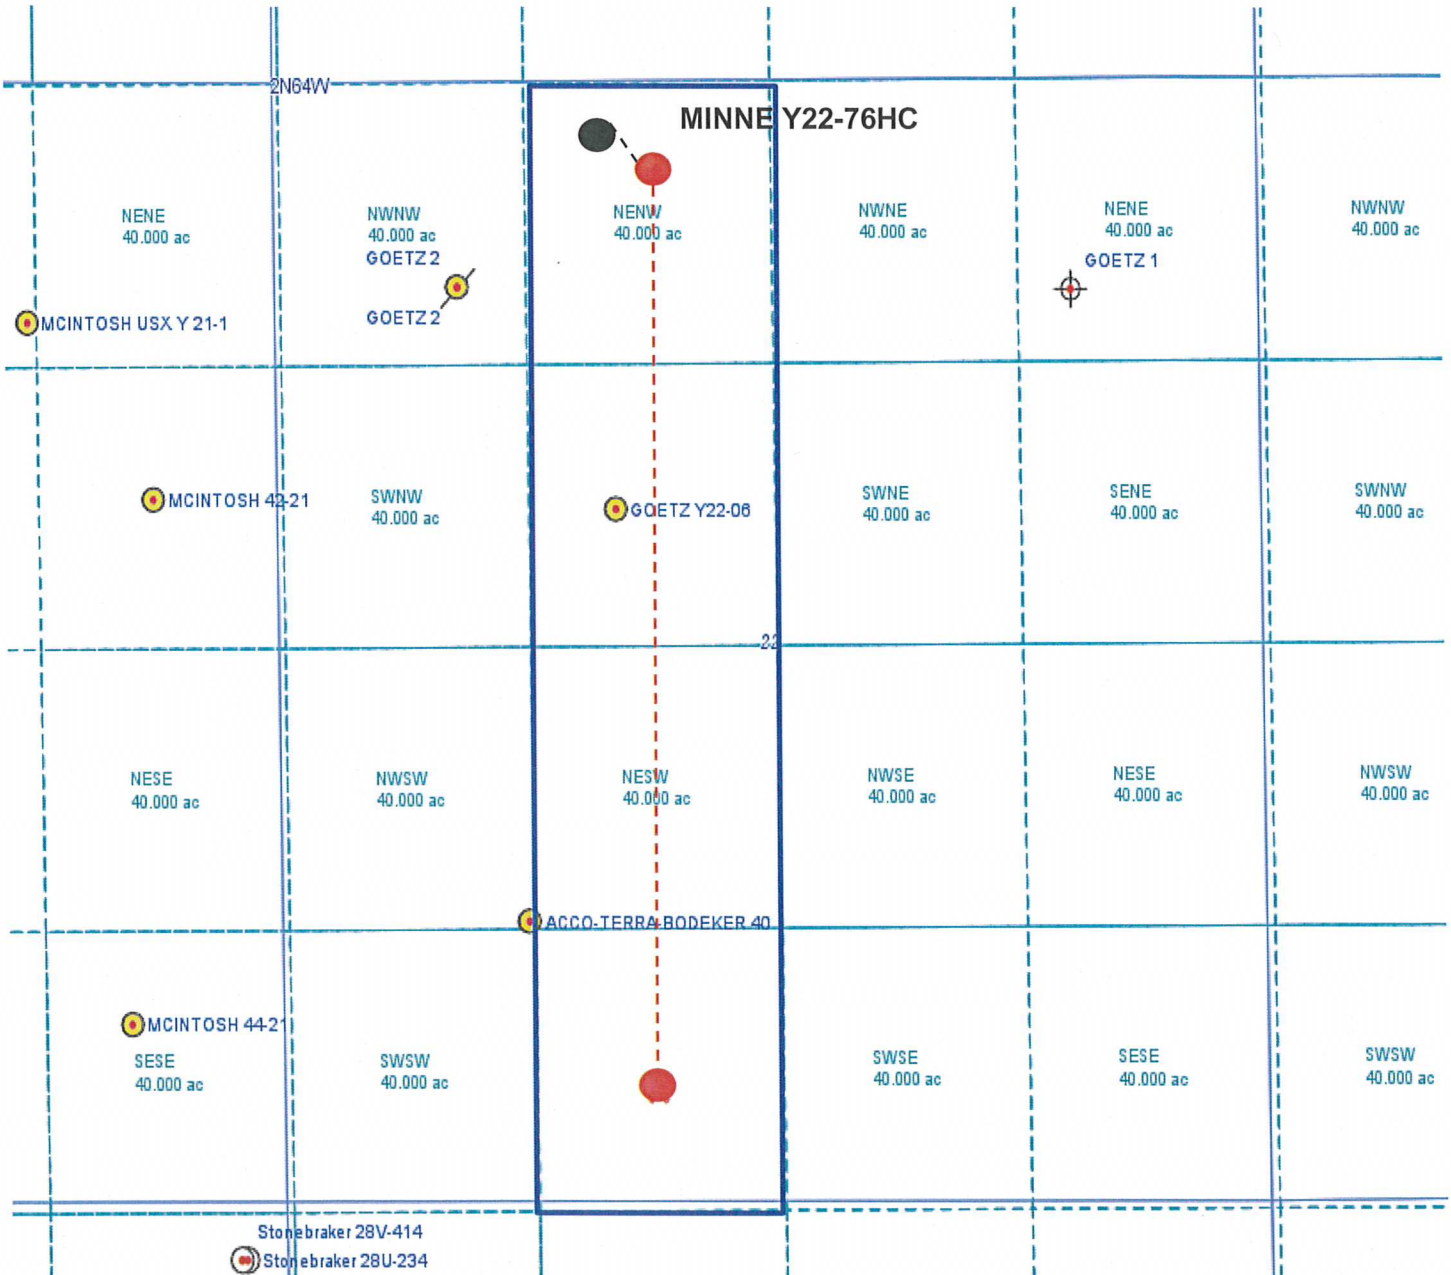 2N64W
MINNE Y22-76HC
NENE
40.000 ac
NWNW
40.000 ac
NENW
40.000 ac
NWNE
40.000 ac
NENE
40.000 ac
NWNW
40.000 ac
GOETZ 2
GOETZ 2
GOETZ 1
MCINTOSH USX Y 21-1
MCINTOSH 42-21
SWNW
40.000 ac
GOETZ Y22-06
SWNE
40.000 ac
SENE
40.000 ac
SWNW
40.000 ac
22
NESE
40.000 ac
NWSW
40.000 ac
NESW
40.000 ac
NWSE
40.000 ac
NESE
40.000 ac
NWSW
40.000 ac
ACCO-TERRA-BODEKER 40
MCINTOSH 44-21
SESE
40.000 ac
SWSW
40.000 ac
SWSE
40.000 ac
SESE
40.000 ac
SWSW
40.000 ac
Stonebraker 28V-414
Stonebraker 28U-234